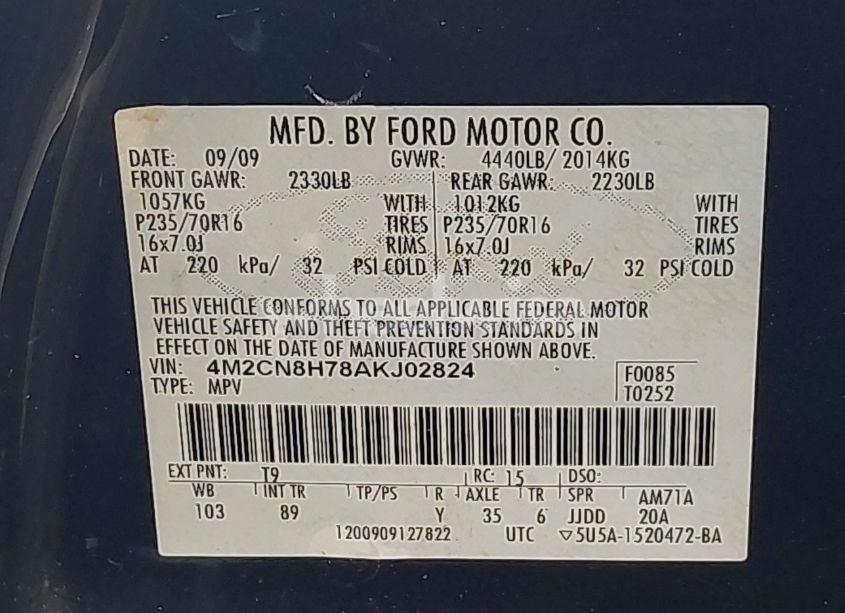 MFD. BY FORD MOTOR CO.
DATE: 09/09 GVWR: 4440LB/ 2014KG
FRONT GAWR: 2330LB REAR GAWR: 2230LB
1057KG WITH 1012KG WITH
P235/70R16 TIRES P235/70R16 TIRES
16x7.0J RIMS 16x7.0J RIMS
AT 220 kPa/ 32 PSI COLD AT 220 kPa/ 32 PSI COLD
THIS VEHICLE CONFORMS TO ALL APPLICABLE FEDERAL MOTOR
VEHICLE SAFETY AND THEFT PREVENTION STANDARDS IN
EFFECT ON THE DATE OF MANUFACTURE SHOWN ABOVE.
VIN: 4M2CN8H78AKJ02824 F0085
TYPE: MPV T0252
EXT PNT: T9 RC: 15 DSO:
WB INT TR TP/PS R AXLE TR SPR AM71A
103 89 Y 35 6 JJDD 20A
1200909127822 UTC ▽5U5A-1520472-BA